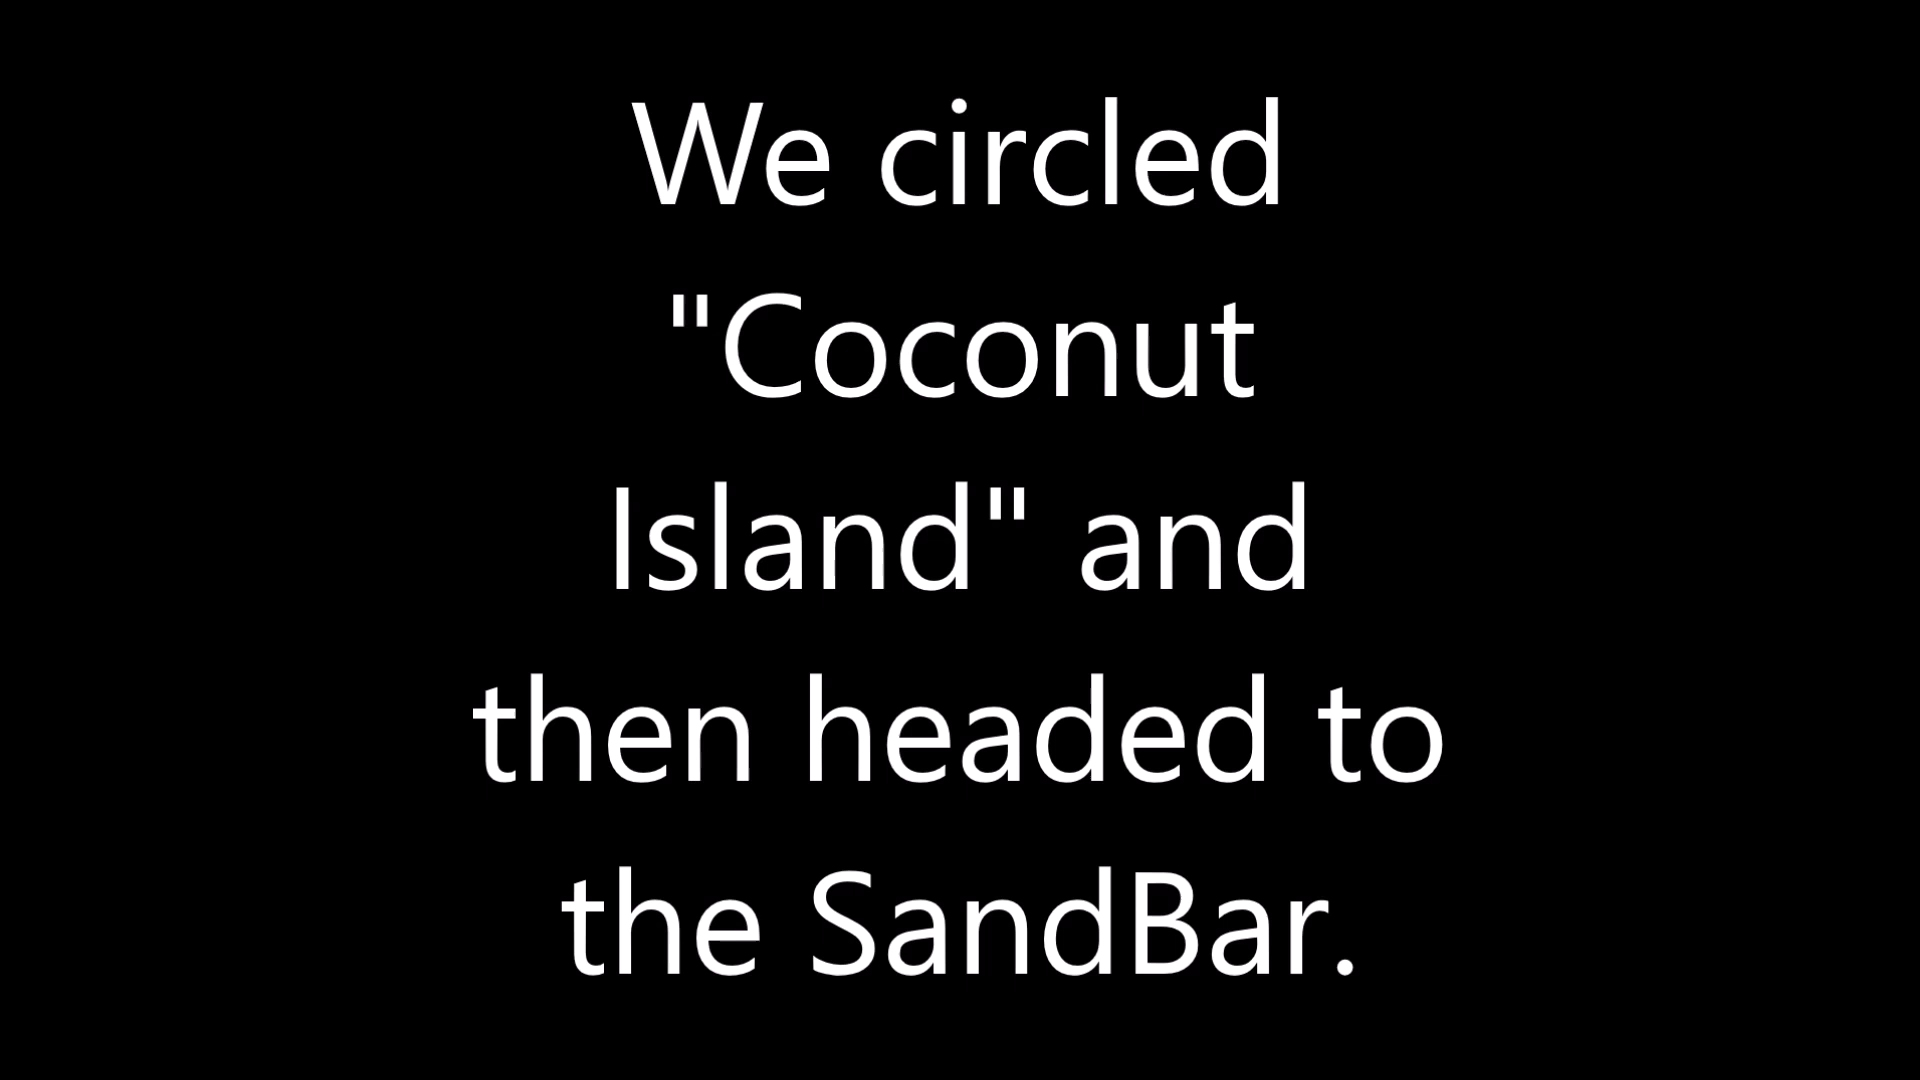 We circled
"Coconut
Island" and
then headed to
the SandBar.